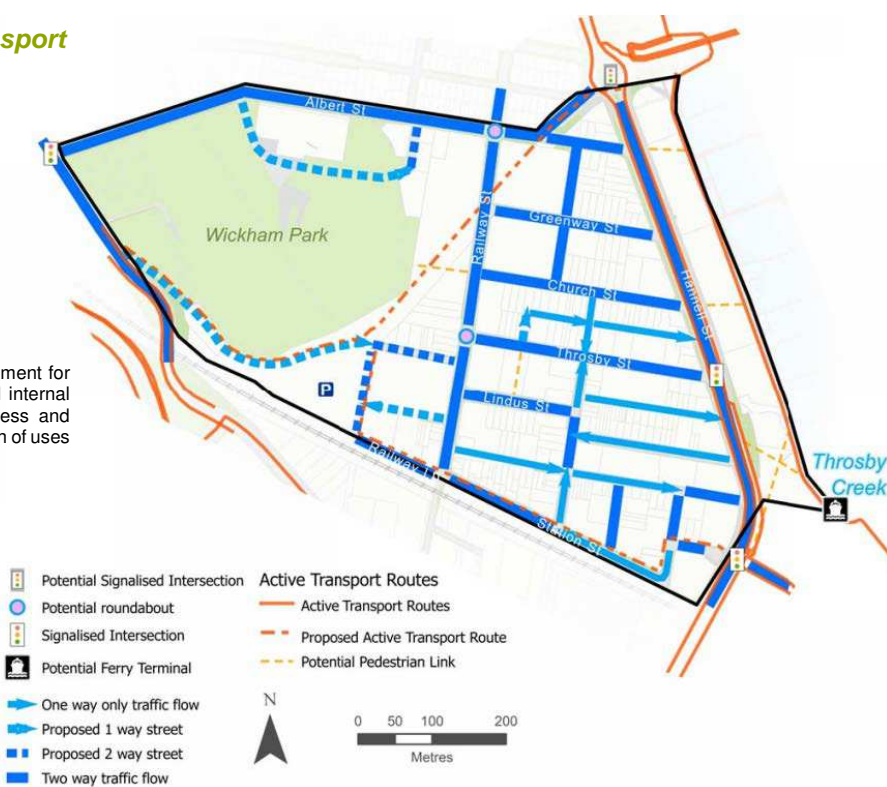 sport
Albert St
Wickham Park
Railway St
Greenway St
Church St
Hannell St
Throsby St
Lindus St
P
Railway
Station St
Throsby
Creek
ment for
internal
ess and
of uses
Potential Signalised Intersection
Potential roundabout
Signalised Intersection
Potential Ferry Terminal
One way only traffic flow
Proposed 1 way street
Proposed 2 way street
Two way traffic flow
Active Transport Routes
Active Transport Routes
Proposed Active Transport Route
Potential Pedestrian Link
N
0 50 100 200
Metres